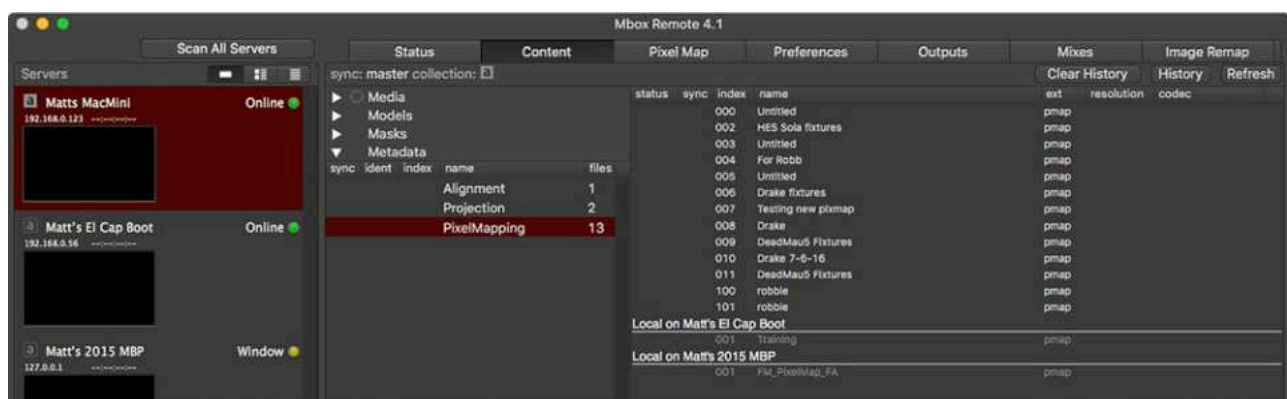 Mbox Remote 4.1
Scan All Servers
Status Content Pixel Map Preferences Outputs Mixes Image Remap
Servers
a Matts MacMini Online
192.168.0.123 --:--:--:--
a Matt's El Cap Boot Online
192.168.0.56 --:--:--:--
a Matt's 2015 MBP Window
127.0.0.1 --:--:--:--
sync: master collection: a
Clear History History Refresh
Media
Models
Masks
Metadata
sync ident index name files
Alignment 1
Projection 2
PixelMapping 13
status sync index name ext resolution codec
000 Untitled pmap
002 HES Sola fixtures pmap
003 Untitled pmap
004 For Robb pmap
005 Untitled pmap
006 Drake fixtures pmap
007 Testing new pixmap pmap
008 Drake pmap
009 DeadMau5 Fixtures pmap
010 Drake 7-6-16 pmap
011 DeadMau5 Fixtures pmap
100 robbie pmap
101 robbie pmap
Local on Matt's El Cap Boot
001 Training pmap
Local on Matt's 2015 MBP
001 FM_PixelMap_FA pmap